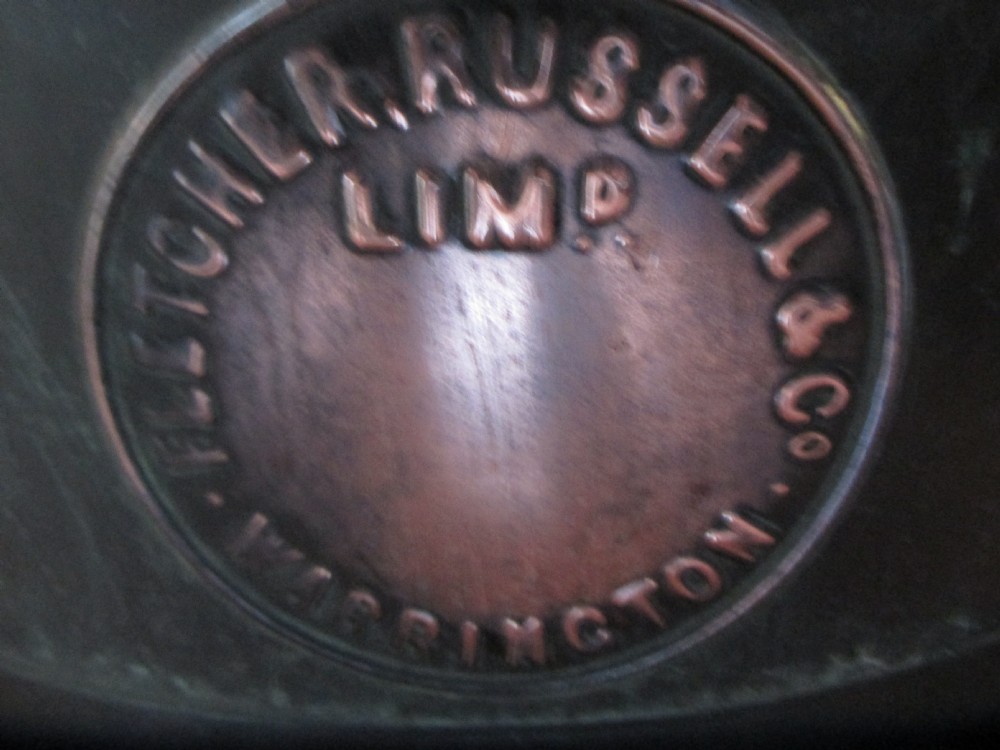 FLETCHER, RUSSELL & Co
LIMD.
· WARRINGTON ·